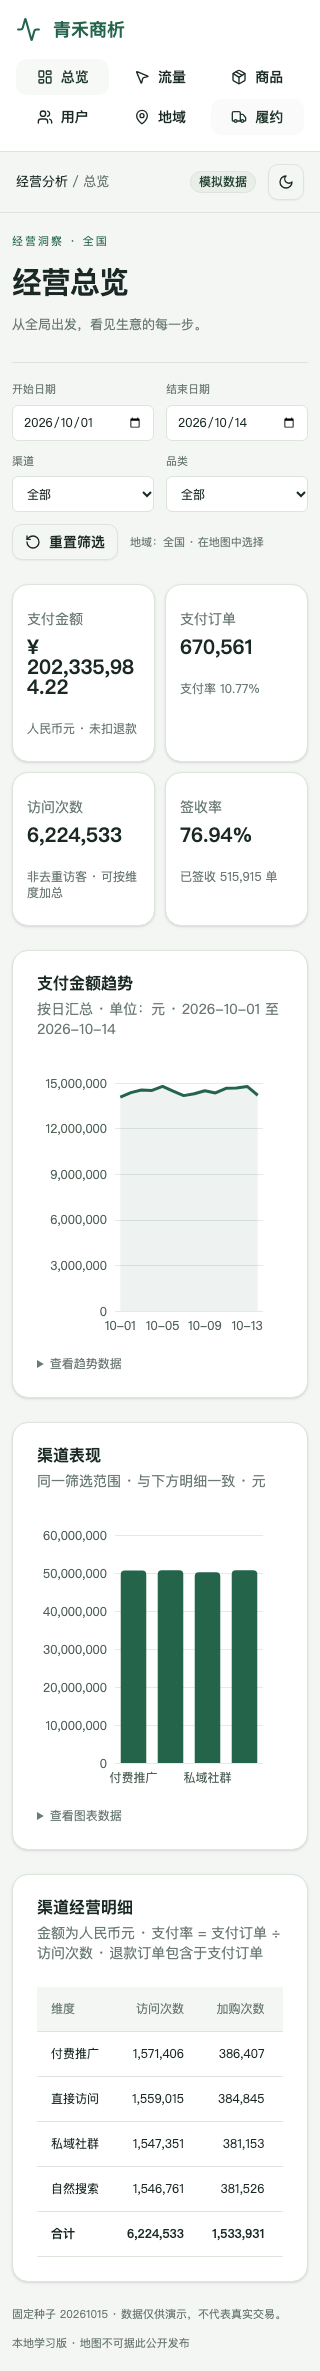 青禾商析
总览 流量 商品
用户 地域 履约
经营分析 / 总览 模拟数据
经营洞察 · 全国
经营总览
从全局出发，看见生意的每一步。
开始日期 结束日期
2026/10/01 2026/10/14
渠道 品类
全部 全部
重置筛选 地域：全国 · 在地图中选择
支付金额
¥
202,335,98
4.22
人民币元 · 未扣退款
支付订单
670,561
支付率 10.77%
访问次数
6,224,533
非去重访客 · 可按维
度加总
签收率
76.94%
已签收 515,915 单
支付金额趋势
按日汇总 · 单位：元 · 2026-10-01 至
2026-10-14
15,000,000
12,000,000
9,000,000
6,000,000
3,000,000
0
10-01 10-05 10-09 10-13
▶ 查看趋势数据
渠道表现
同一筛选范围 · 与下方明细一致 · 元
60,000,000
50,000,000
40,000,000
30,000,000
20,000,000
10,000,000
0
付费推广 私域社群
▶ 查看图表数据
渠道经营明细
金额为人民币元 · 支付率 = 支付订单 ÷
访问次数 · 退款订单包含于支付订单
维度 访问次数 加购次数
付费推广 1,571,406 386,407
直接访问 1,559,015 384,845
私域社群 1,547,351 381,153
自然搜索 1,546,761 381,526
合计 6,224,533 1,533,931
固定种子 20261015 · 数据仅供演示，不代表真实交易。
本地学习版 · 地图不可据此公开发布